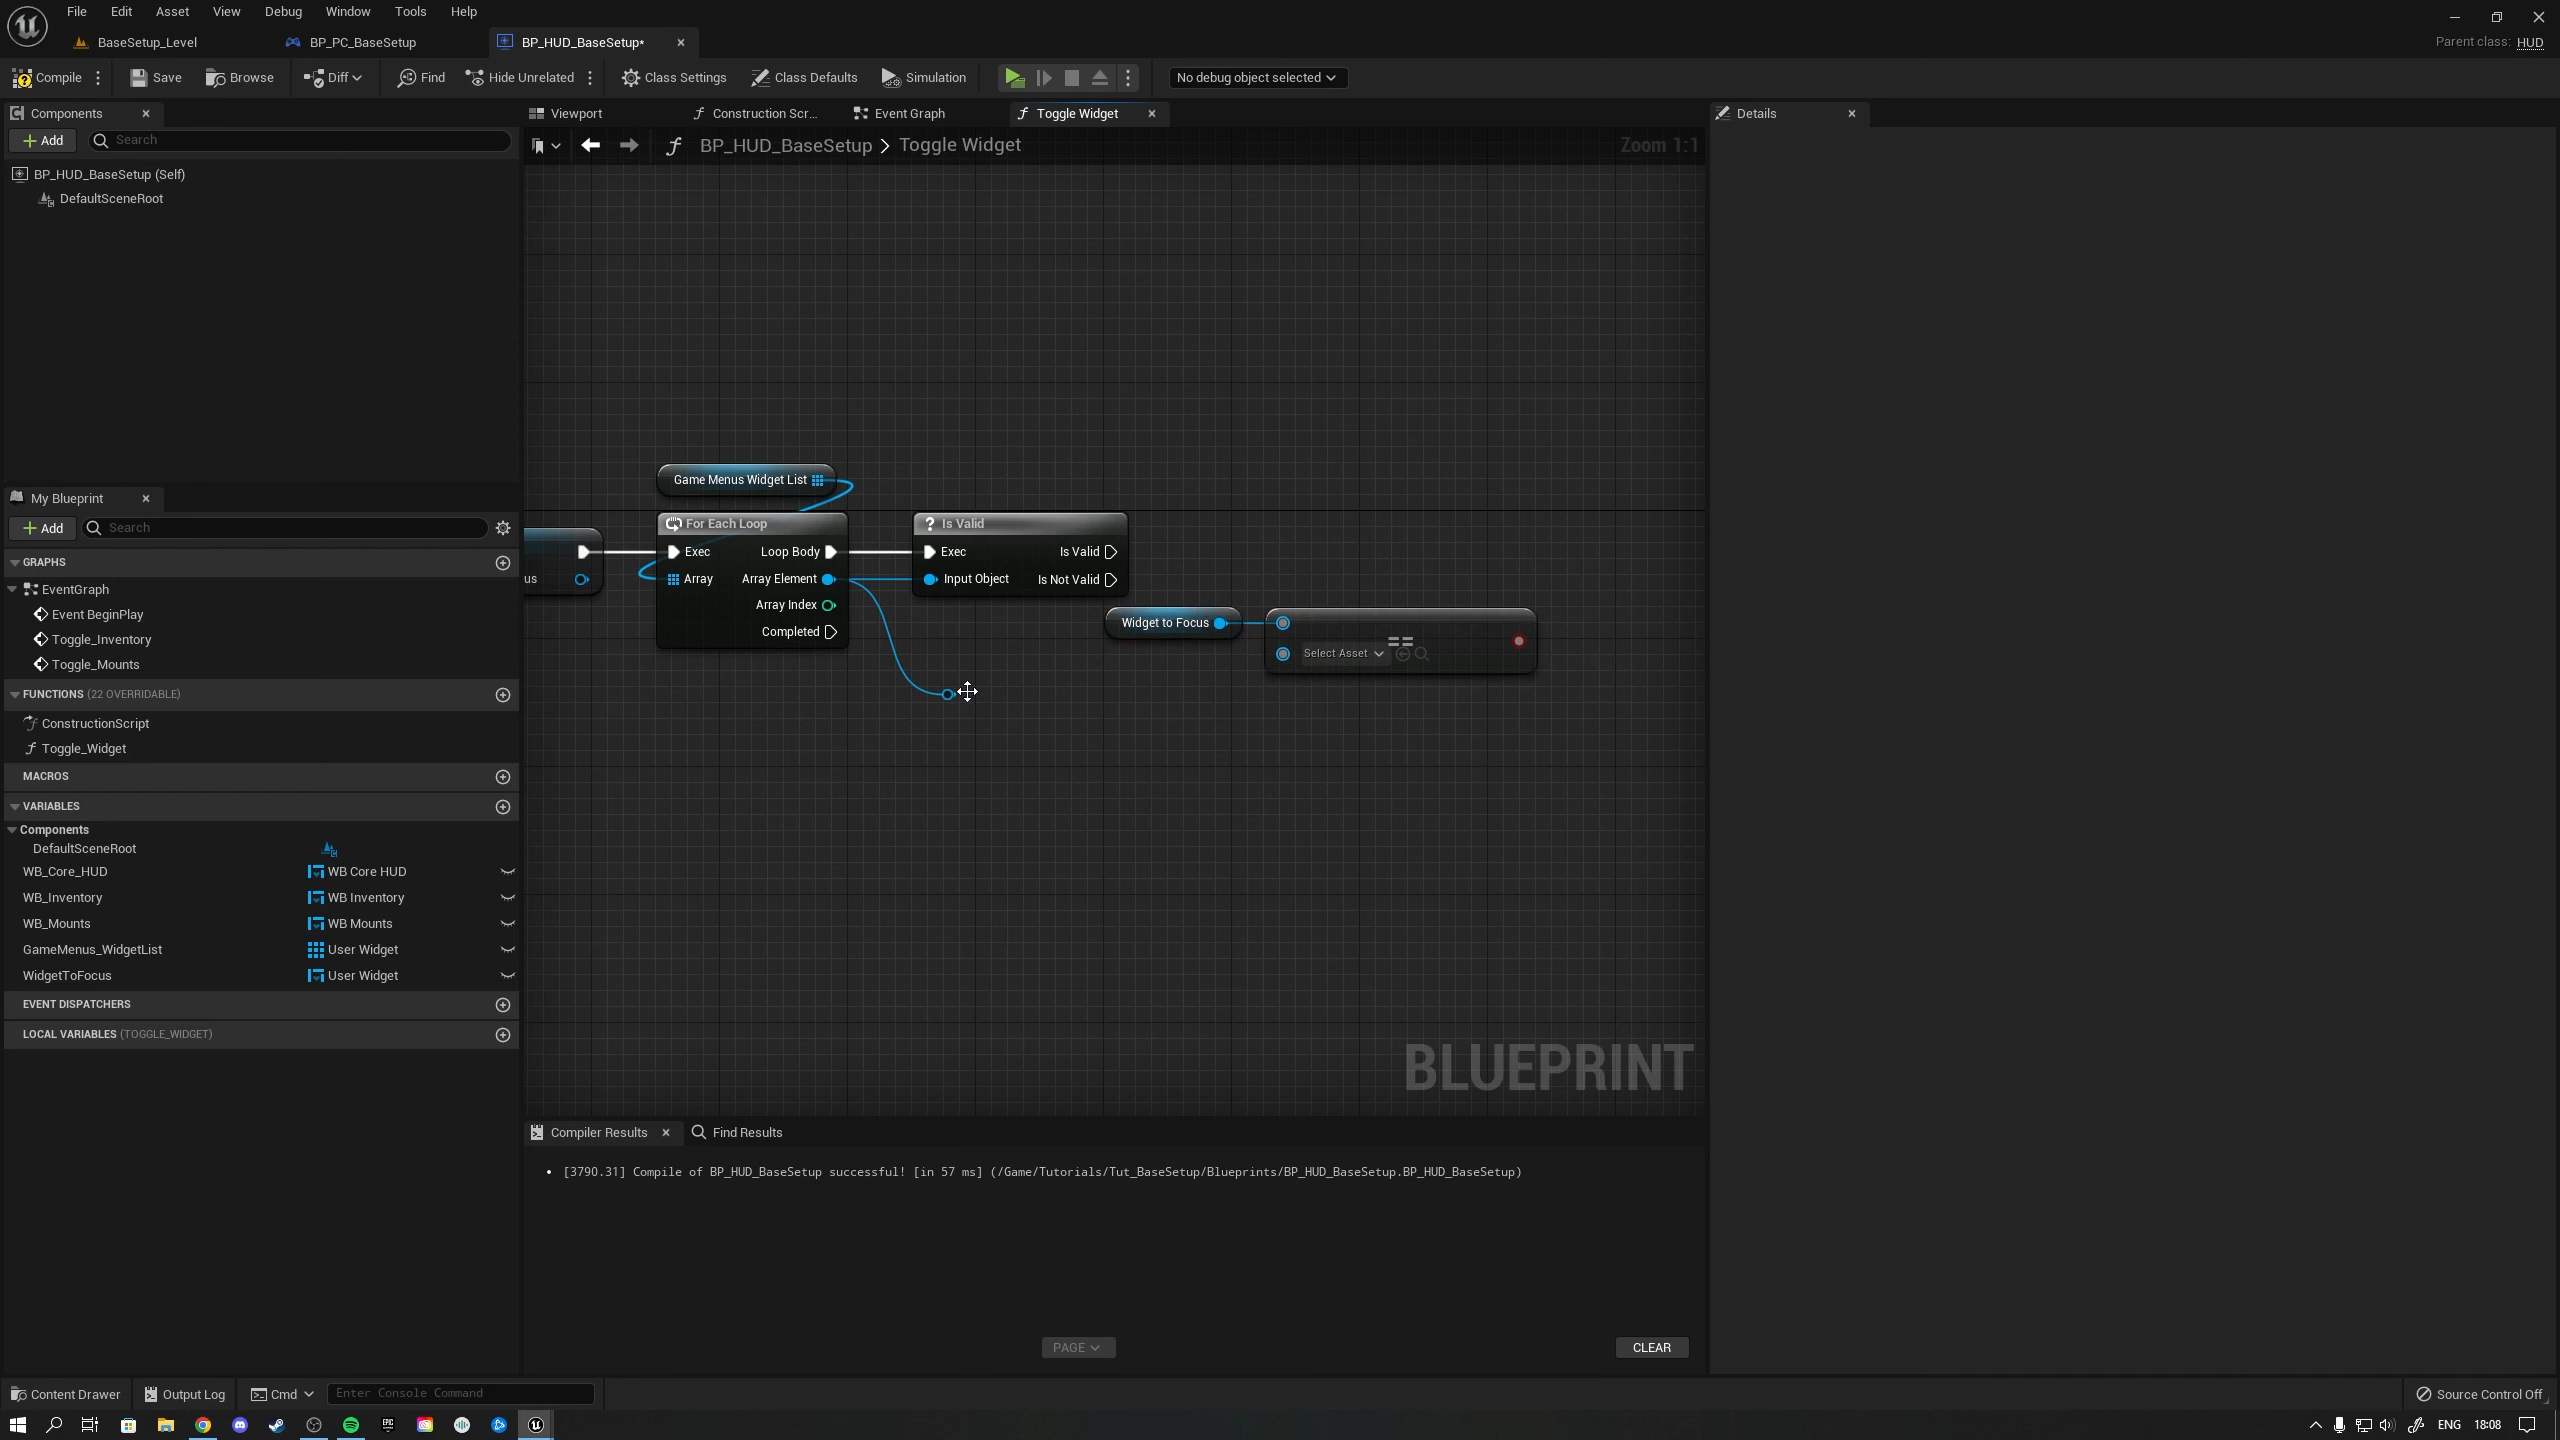 File Edit Asset View Debug Window Tools Help
BaseSetup_Level BP_PC_BaseSetup BP_HUD_BaseSetup*
Parent class: HUD
Compile Save Browse Diff Find Hide Unrelated Class Settings Class Defaults Simulation No debug object selected
Components Viewport Construction Scr... Event Graph Toggle Widget Details
Add Search
BP_HUD_BaseSetup > Toggle Widget Zoom 1:1
BP_HUD_BaseSetup (Self)
DefaultSceneRoot
My Blueprint
Add Search
GRAPHS
EventGraph
Event BeginPlay
Toggle_Inventory
Toggle_Mounts
FUNCTIONS (22 OVERRIDABLE)
ConstructionScript
Toggle_Widget
MACROS
VARIABLES
Components
DefaultSceneRoot
WB_Core_HUD WB Core HUD
WB_Inventory WB Inventory
WB_Mounts WB Mounts
GameMenus_WidgetList User Widget
WidgetToFocus User Widget
EVENT DISPATCHERS
LOCAL VARIABLES (TOGGLE_WIDGET)
Game Menus Widget List
For Each Loop
Exec Loop Body
Array Array Element
Array Index
Completed
us
Is Valid
Exec Is Valid
Input Object Is Not Valid
Widget to Focus
==
Select Asset
BLUEPRINT
Compiler Results Find Results
• [3790.31] Compile of BP_HUD_BaseSetup successful! [in 57 ms] (/Game/Tutorials/Tut_BaseSetup/Blueprints/BP_HUD_BaseSetup.BP_HUD_BaseSetup)
PAGE CLEAR
Content Drawer Output Log Cmd Enter Console Command Source Control Off
EPIC
ENG 18:08